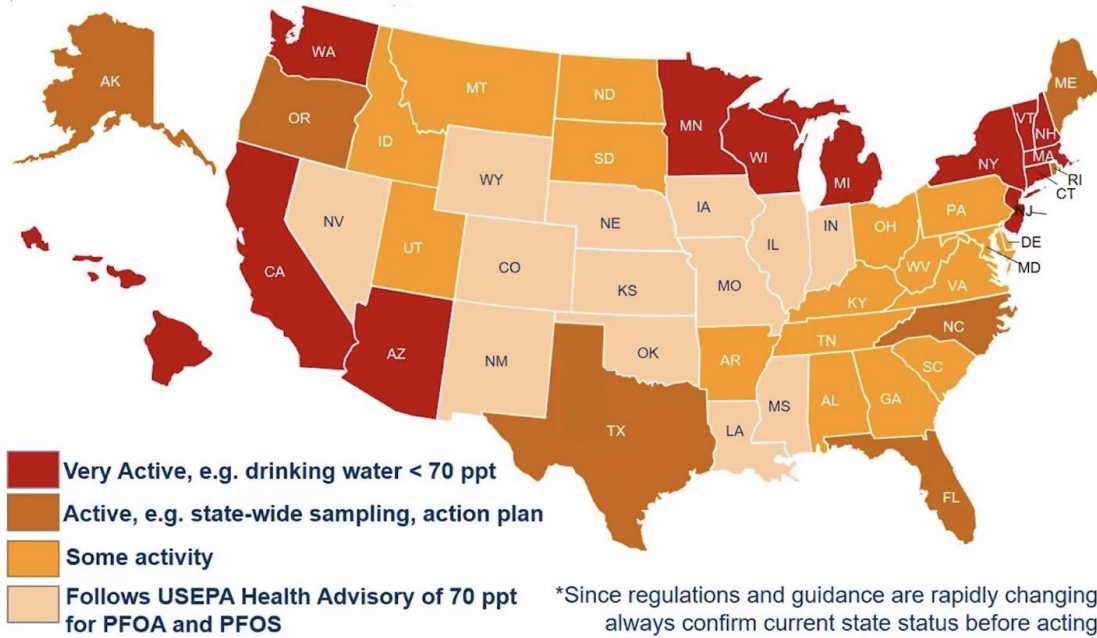 AK
WA
OR
ID
MT
ND
MN
WI
MI
SD
WY
NV
UT
CA
AZ
NM
CO
NE
KS
OK
TX
IA
MO
AR
LA
IL
IN
MS
OH
KY
TN
AL
GA
FL
SC
NC
VA
WV
PA
NY
VT
NH
ME
MA
RI
CT
NJ
DE
MD
Very Active, e.g. drinking water < 70 ppt
Active, e.g. state-wide sampling, action plan
Some activity
Follows USEPA Health Advisory of 70 ppt
for PFOA and PFOS
*Since regulations and guidance are rapidly changing
always confirm current state status before acting